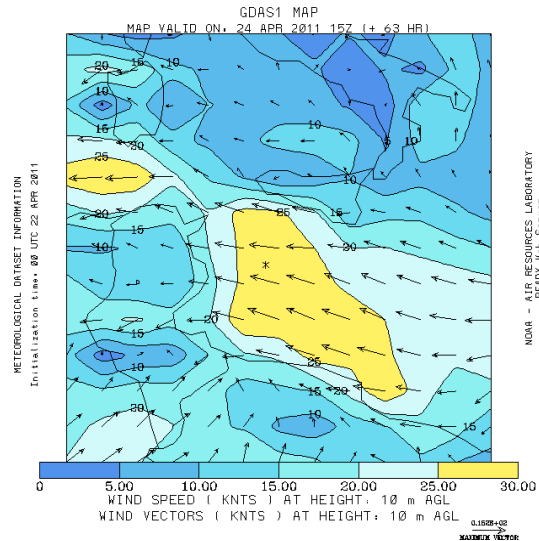 GDAS1 MAP
MAP VALID ON: 24 APR 2011 15Z (+ 63 HR)
METEOROLOGICAL DATASET INFORMATION
Initialization time: 00 UTC 22 APR 2011
NOAA - AIR RESOURCES LABORATORY
20 15 10
10
15
25
20
10
15
15
10
20
10
5
10
10
25
20
20
25
15
20
10
15
0 5.00 10.00 15.00 20.00 25.00 30.00
WIND SPEED ( KNTS ) AT HEIGHT: 10 m AGL
WIND VECTORS ( KNTS ) AT HEIGHT: 10 m AGL
MAXIMUM VECTOR